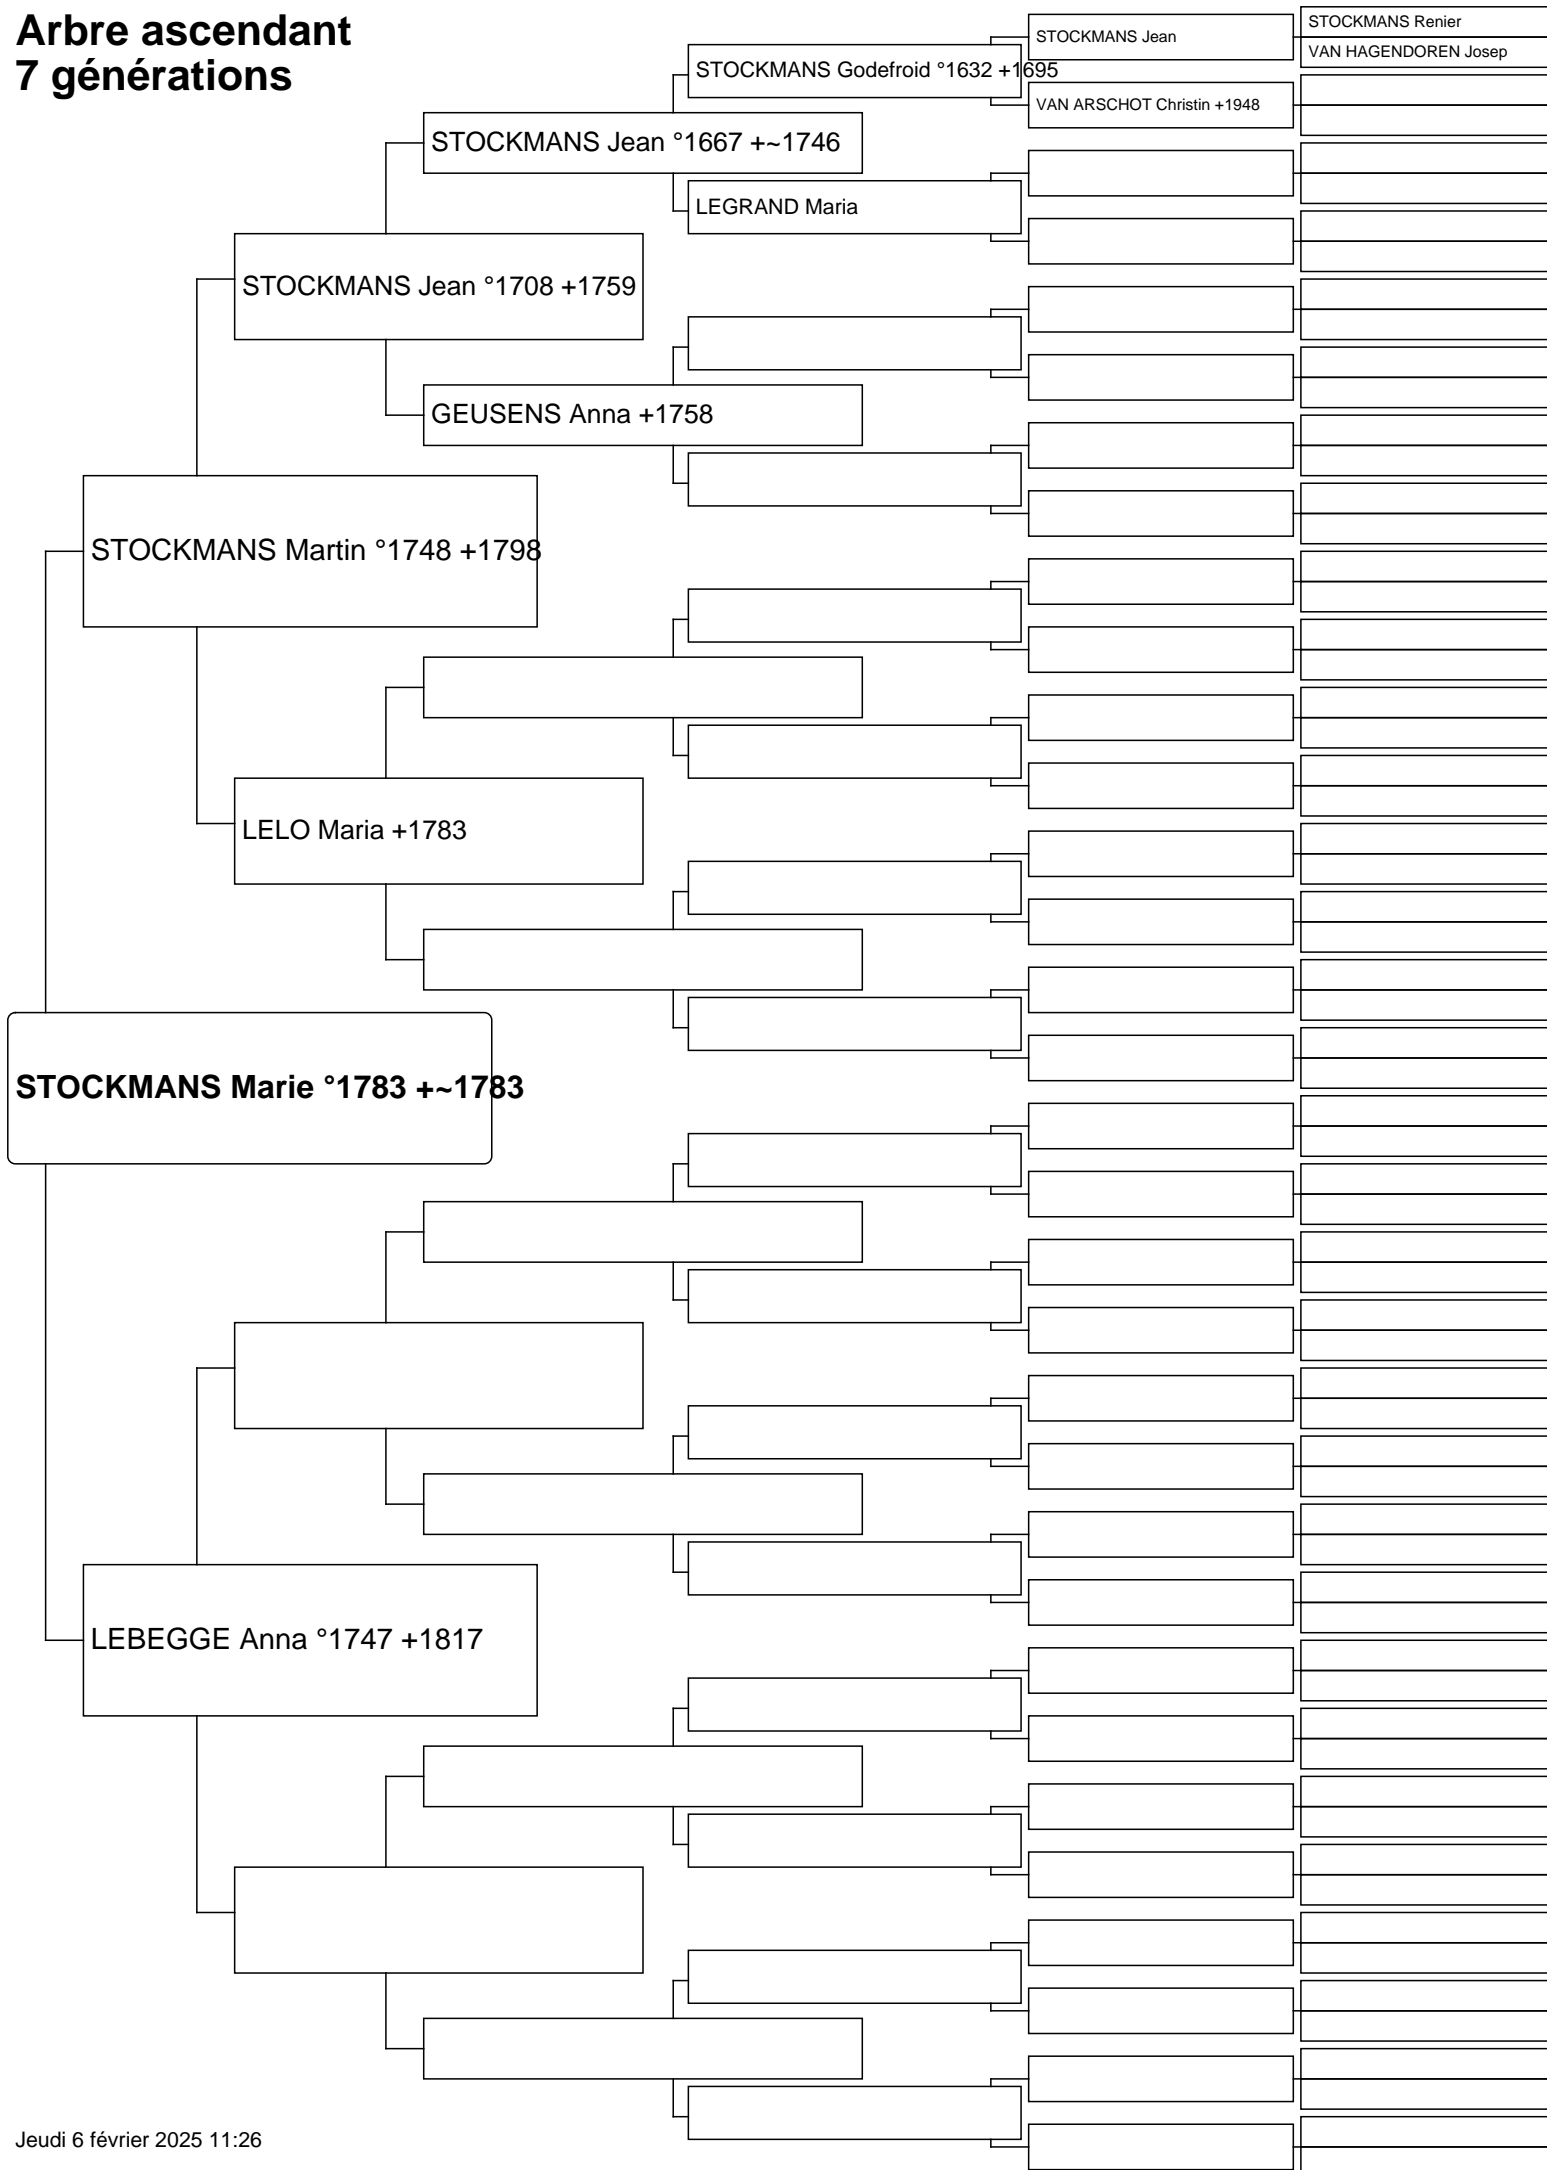 Arbre ascendant
7 générations
STOCKMANS Renier
STOCKMANS Jean
VAN HAGENDOREN Josep
STOCKMANS Godefroid °1632 +1695
VAN ARSCHOT Christin +1948
STOCKMANS Jean °1667 +~1746
LEGRAND Maria
STOCKMANS Jean °1708 +1759
GEUSENS Anna +1758
STOCKMANS Martin °1748 +1798
LELO Maria +1783
STOCKMANS Marie °1783 +~1783
LEBEGGE Anna °1747 +1817
Jeudi 6 février 2025 11:26